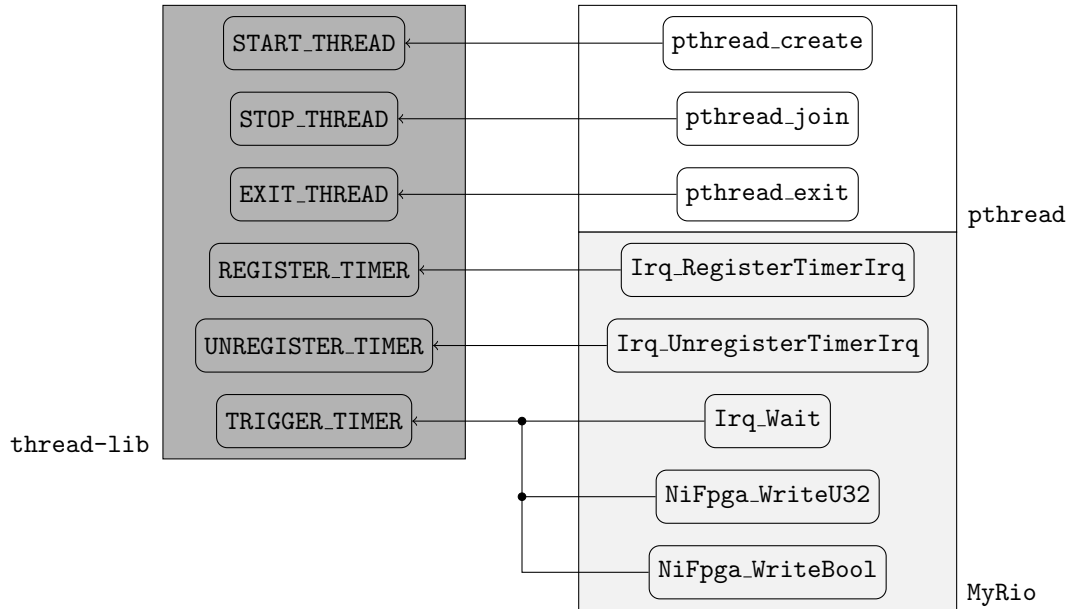 START_THREAD
pthread_create
STOP_THREAD
pthread_join
EXIT_THREAD
pthread_exit
pthread
REGISTER_TIMER
Irq_RegisterTimerIrq
UNREGISTER_TIMER
Irq_UnregisterTimerIrq
TRIGGER_TIMER
Irq_Wait
thread-lib
NiFpga_WriteU32
NiFpga_WriteBool
MyRio